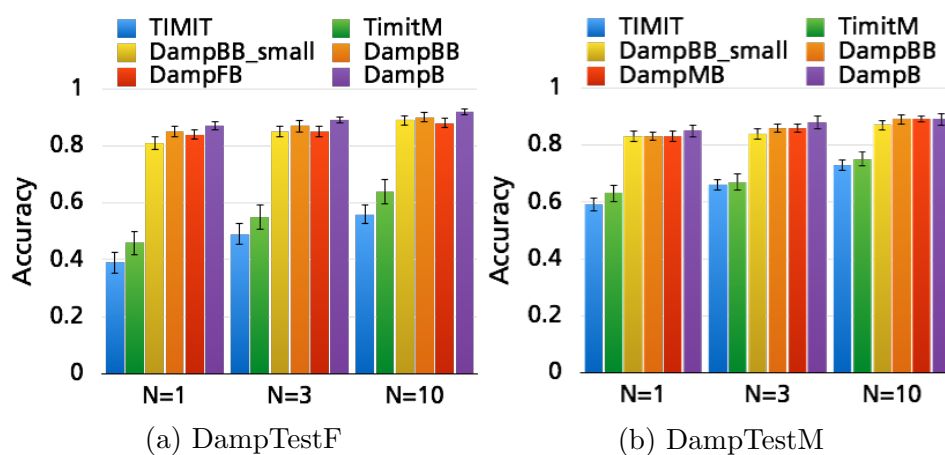 TIMIT TimitM
DampBB_small DampBB
DampFB DampB
1
0.8
0.6
0.4
0.2
0
Accuracy
N=1 N=3 N=10
(a) DampTestF
TIMIT TimitM
DampBB_small DampBB
DampMB DampB
1
0.8
0.6
0.4
0.2
0
Accuracy
N=1 N=3 N=10
(b) DampTestM